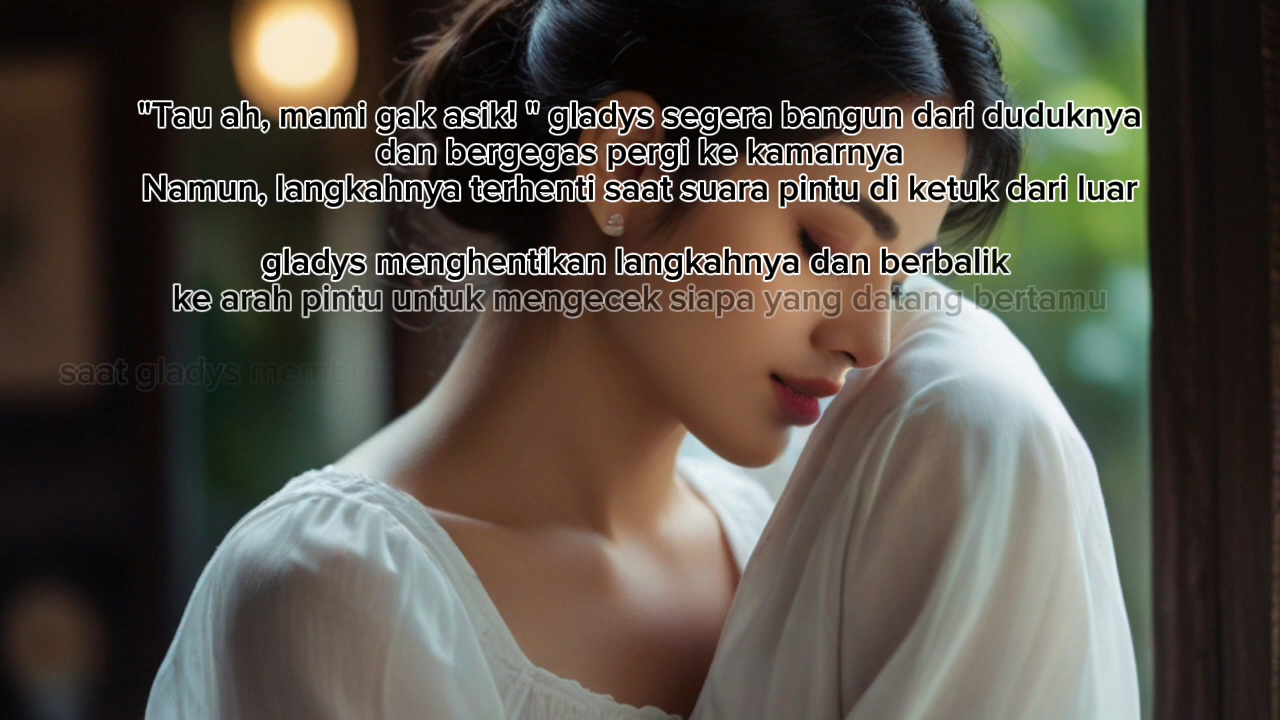 "Tau ah, mami gak asik! " gladys segera bangun dari duduknya
dan bergegas pergi ke kamarnya
Namun, langkahnya terhenti saat suara pintu di ketuk dari luar
gladys menghentikan langkahnya dan berbalik
ke arah pintu untuk mengecek siapa yang datang bertamu
saat gladys